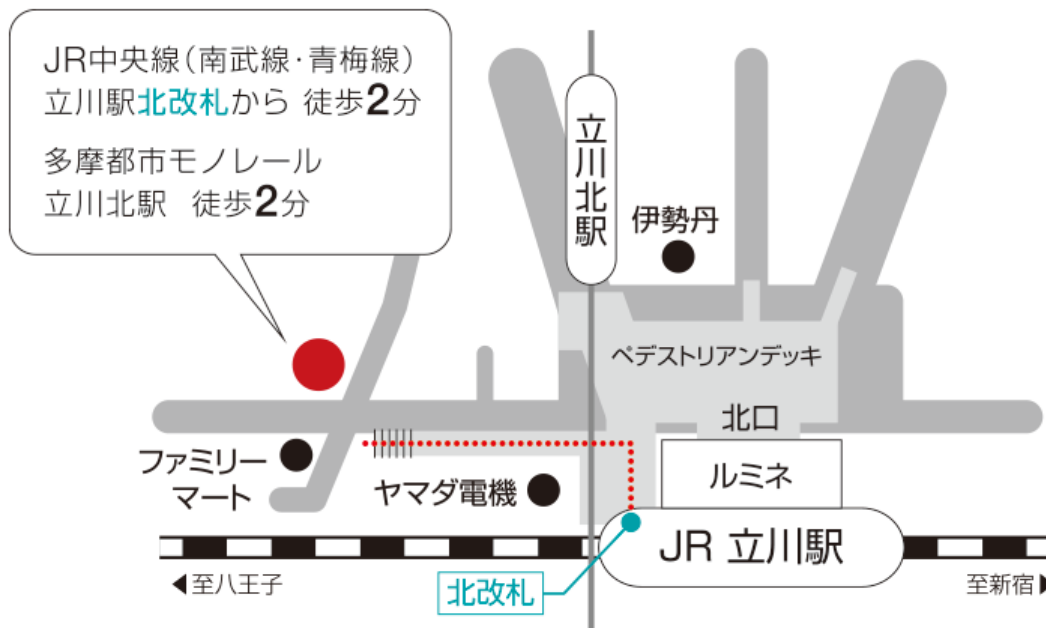 JR中央線(南武線･青梅線)
立川駅北改札から 徒歩2分
多摩都市モノレール
立川北駅 徒歩2分
立川北駅
伊勢丹
ペデストリアンデッキ
北口
ファミリー
マート
ヤマダ電機
ルミネ
JR 立川駅
◀至八王子
北改札
至新宿▶